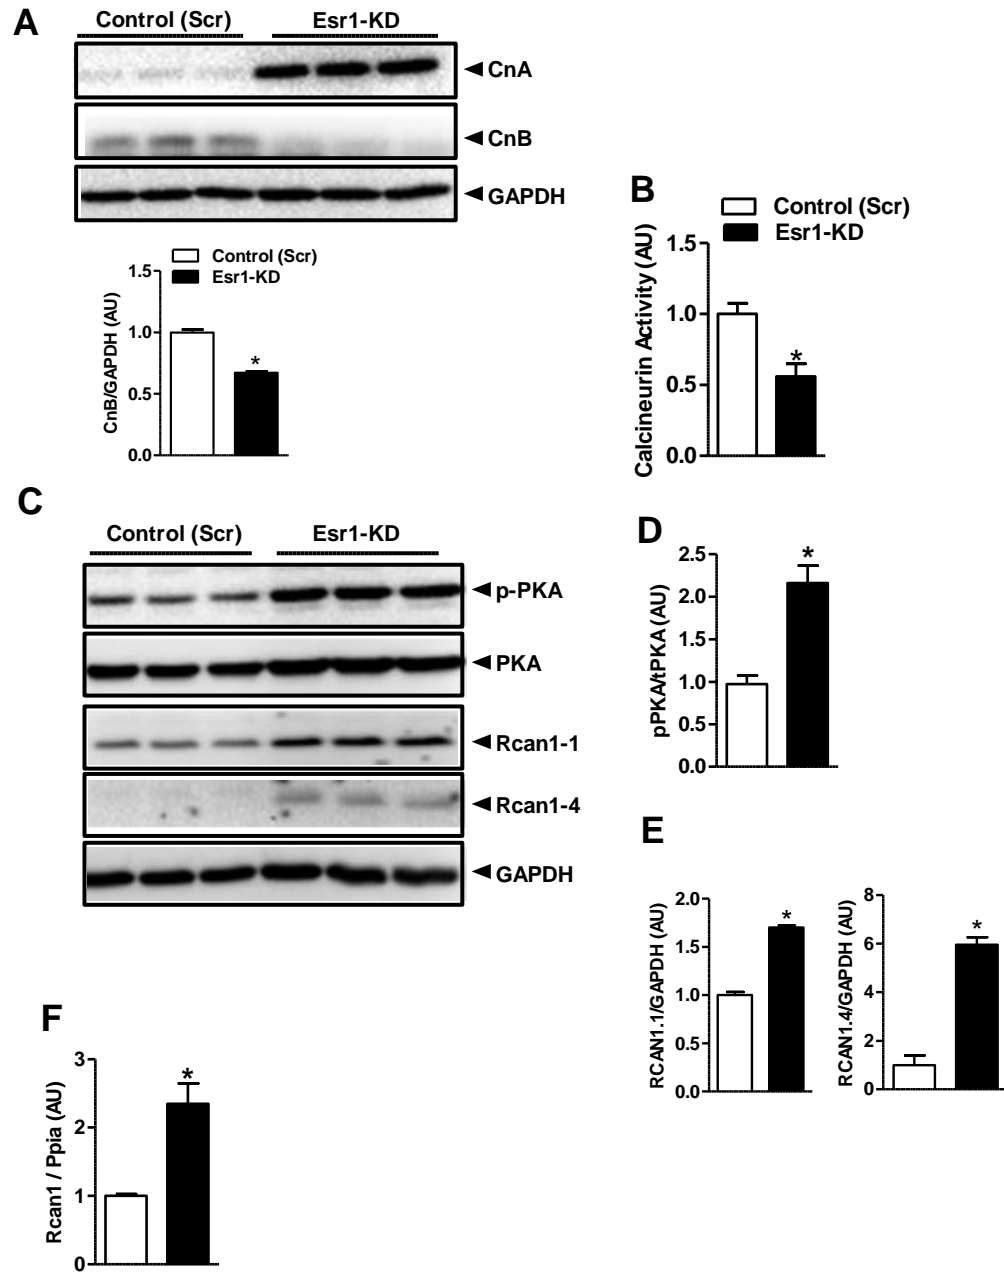 A
Control (Scr)
Esr1-KD
CnA
CnB
GAPDH
Control (Scr)
Esr1-KD
CnB/GAPDH (AU)
1.5
1.0
0.5
0.0
*
B
Control (Scr)
Esr1-KD
Calcineurin Activity (AU)
1.5
1.0
0.5
0.0
*
C
Control (Scr)
Esr1-KD
p-PKA
PKA
Rcan1-1
Rcan1-4
GAPDH
D
pPKA/tPKA (AU)
2.5
2.0
1.5
1.0
0.5
0.0
*
E
RCAN1.1/GAPDH (AU)
2.0
1.5
1.0
0.5
0.0
*
RCAN1.4/GAPDH (AU)
8
6
4
2
0
*
F
Rcan1 / Ppia (AU)
3
2
1
0
*